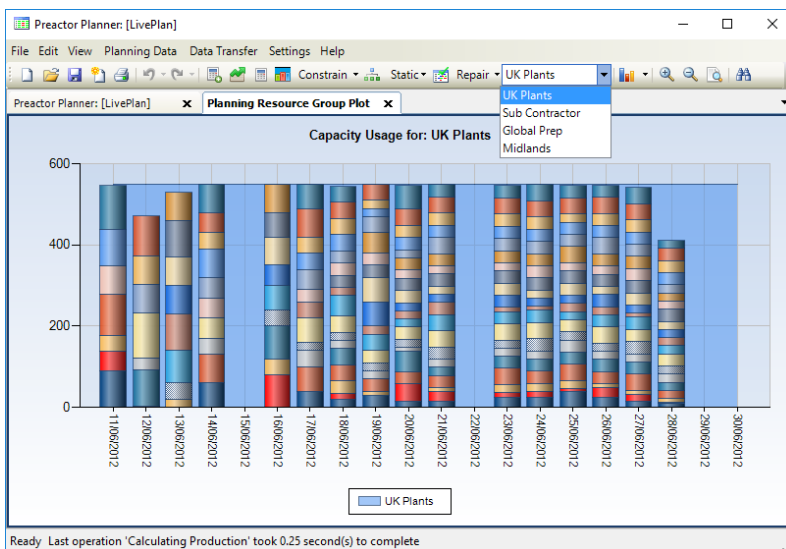 Preactor Planner: [LivePlan]
File Edit View Planning Data Data Transfer Settings Help
Constrain Static Repair UK Plants
UK Plants
Sub Contractor
Global Prep
Midlands
Preactor Planner: [LivePlan] x Planning Resource Group Plot x
Capacity Usage for: UK Plants
600
400
200
0
11/06/2012
12/06/2012
13/06/2012
14/06/2012
15/06/2012
16/06/2012
17/06/2012
18/06/2012
19/06/2012
20/06/2012
21/06/2012
22/06/2012
23/06/2012
24/06/2012
25/06/2012
26/06/2012
27/06/2012
28/06/2012
29/06/2012
30/06/2012
UK Plants
Ready Last operation 'Calculating Production' took 0.25 second(s) to complete